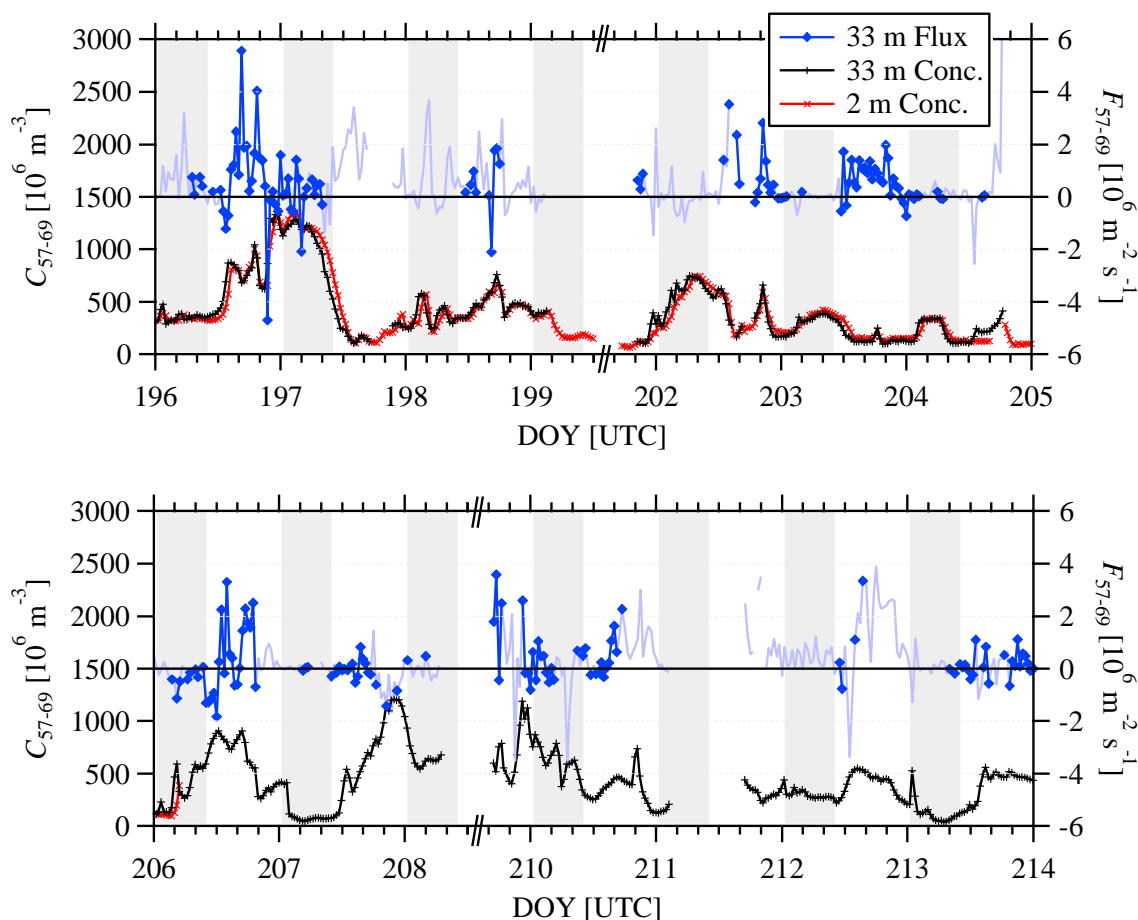 33 m Flux
33 m Conc.
2 m Conc.
3000
2500
2000
1500
1000
500
0
C57-69 [10^6 m^-3]
6
4
2
0
-2
-4
-6
F57-69 [10^6 m^-2 s^-1]
196 197 198 199 202 203 204 205
DOY [UTC]
3000
2500
2000
1500
1000
500
0
C57-69 [10^6 m^-3]
6
4
2
0
-2
-4
-6
F57-69 [10^6 m^-2 s^-1]
206 207 208 210 211 212 213 214
DOY [UTC]